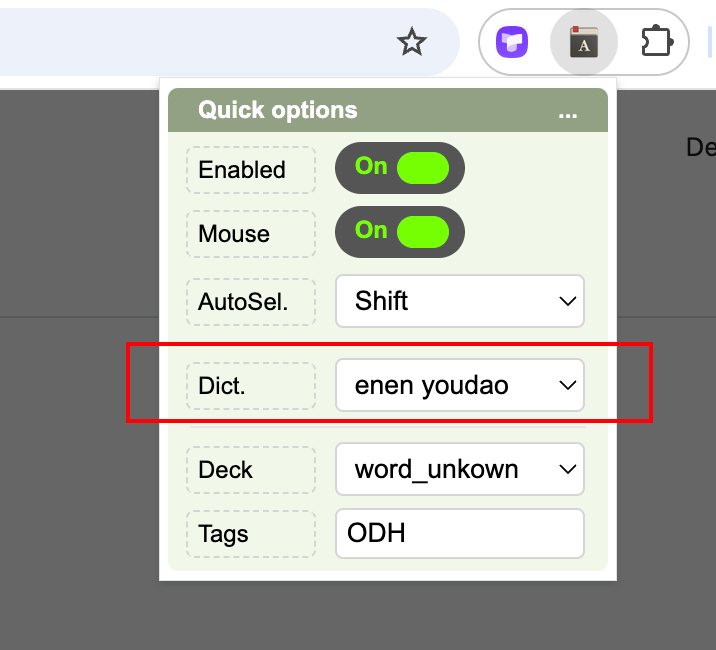 A
De
Quick options ...
Enabled On
Mouse On
AutoSel. Shift
Dict. enen youdao
Deck word_unkown
Tags ODH